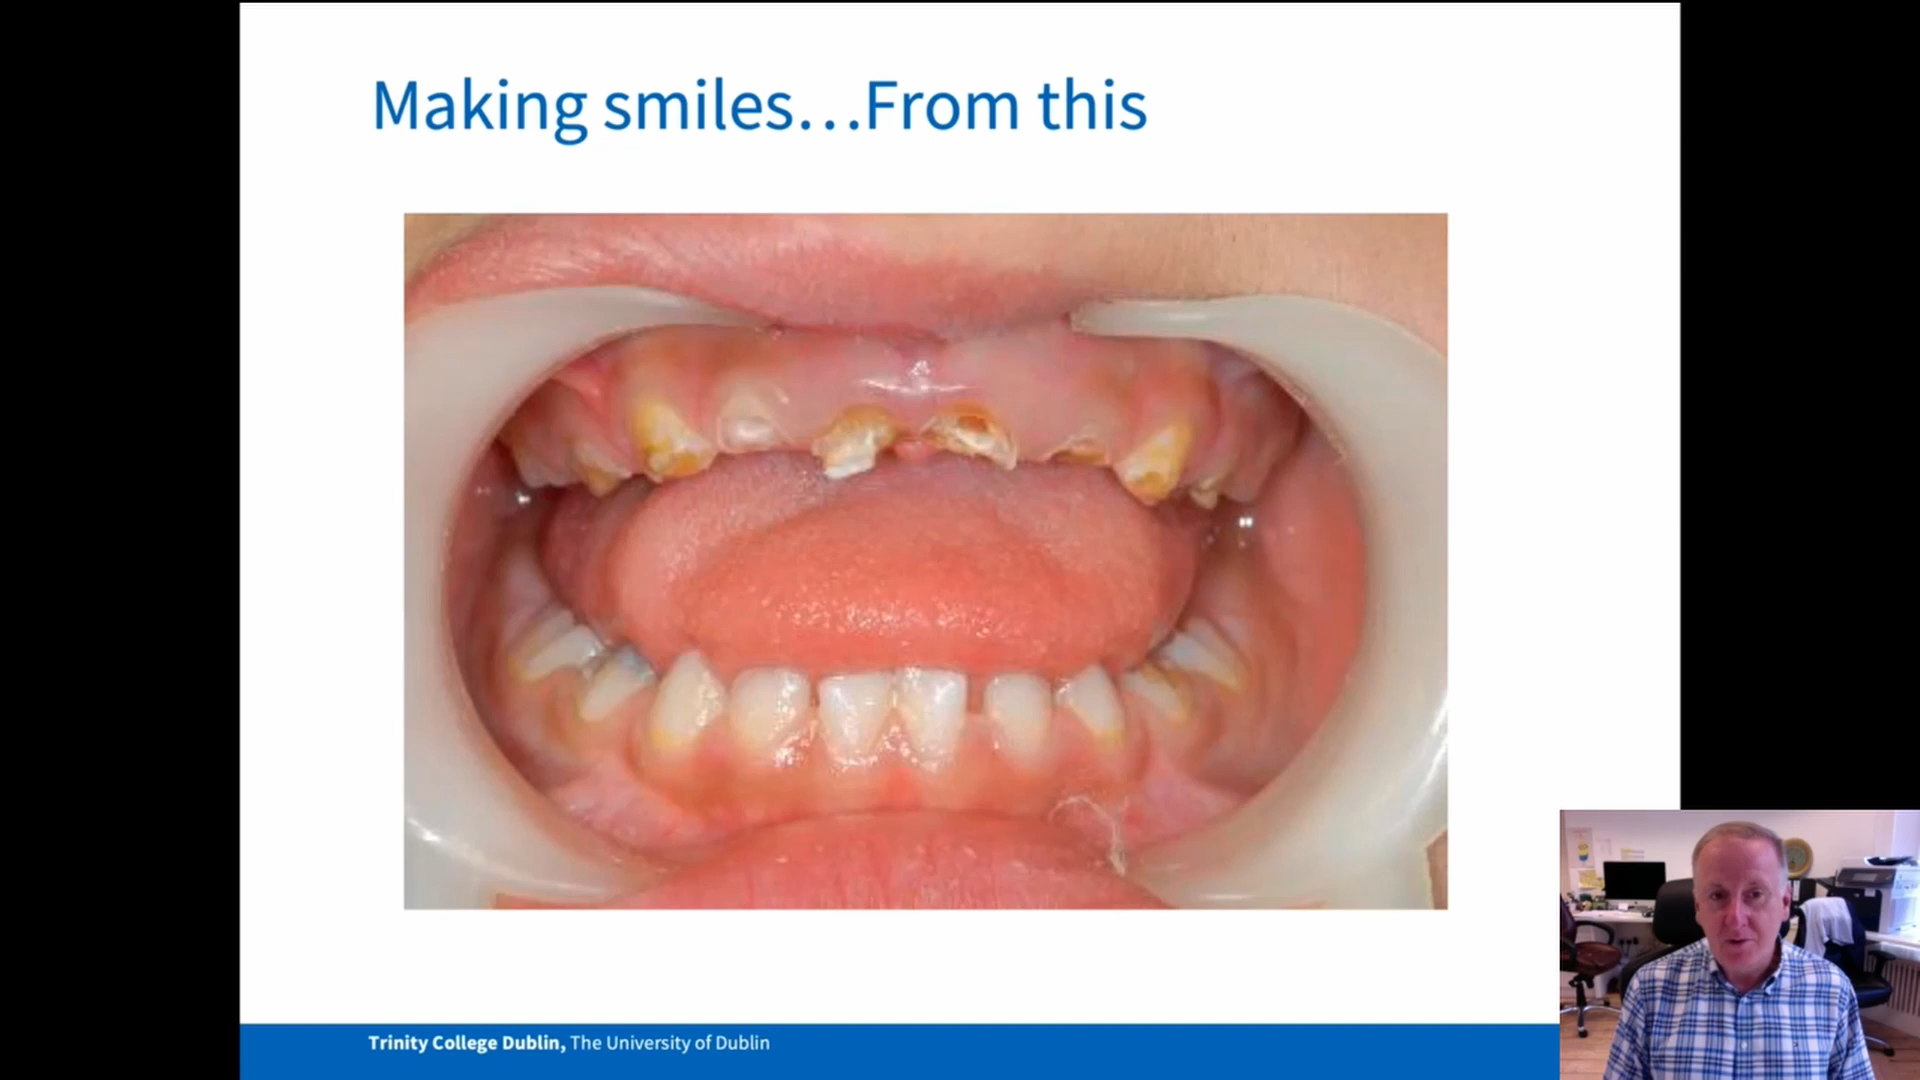 Making smiles...From this
Trinity College Dublin, The University of Dublin